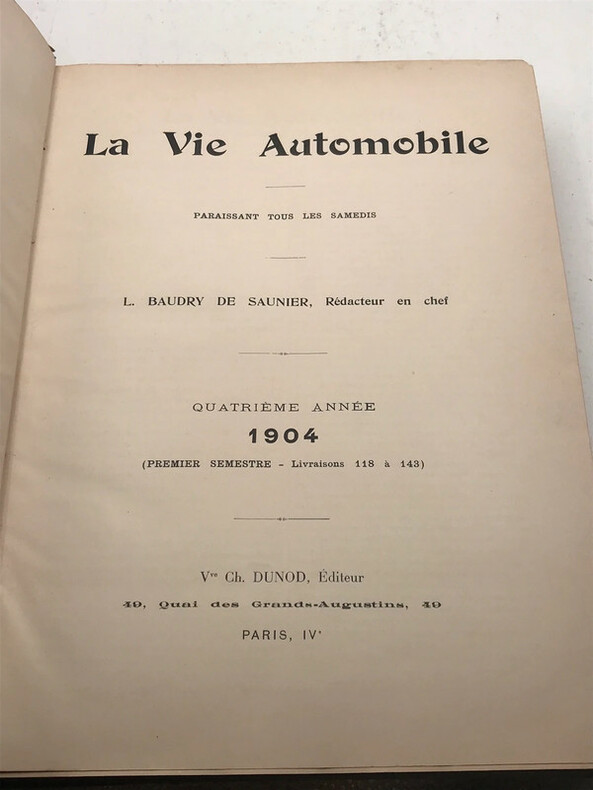 La Vie Automobile
PARAISSANT TOUS LES SAMEDIS
L. BAUDRY DE SAUNIER, Rédacteur en chef
QUATRIÈME ANNÉE
1904
(PREMIER SEMESTRE – Livraisons 118 à 143)
Vve Ch. DUNOD, Éditeur
49, Quai des Grands-Augustins, 49
PARIS, IVe